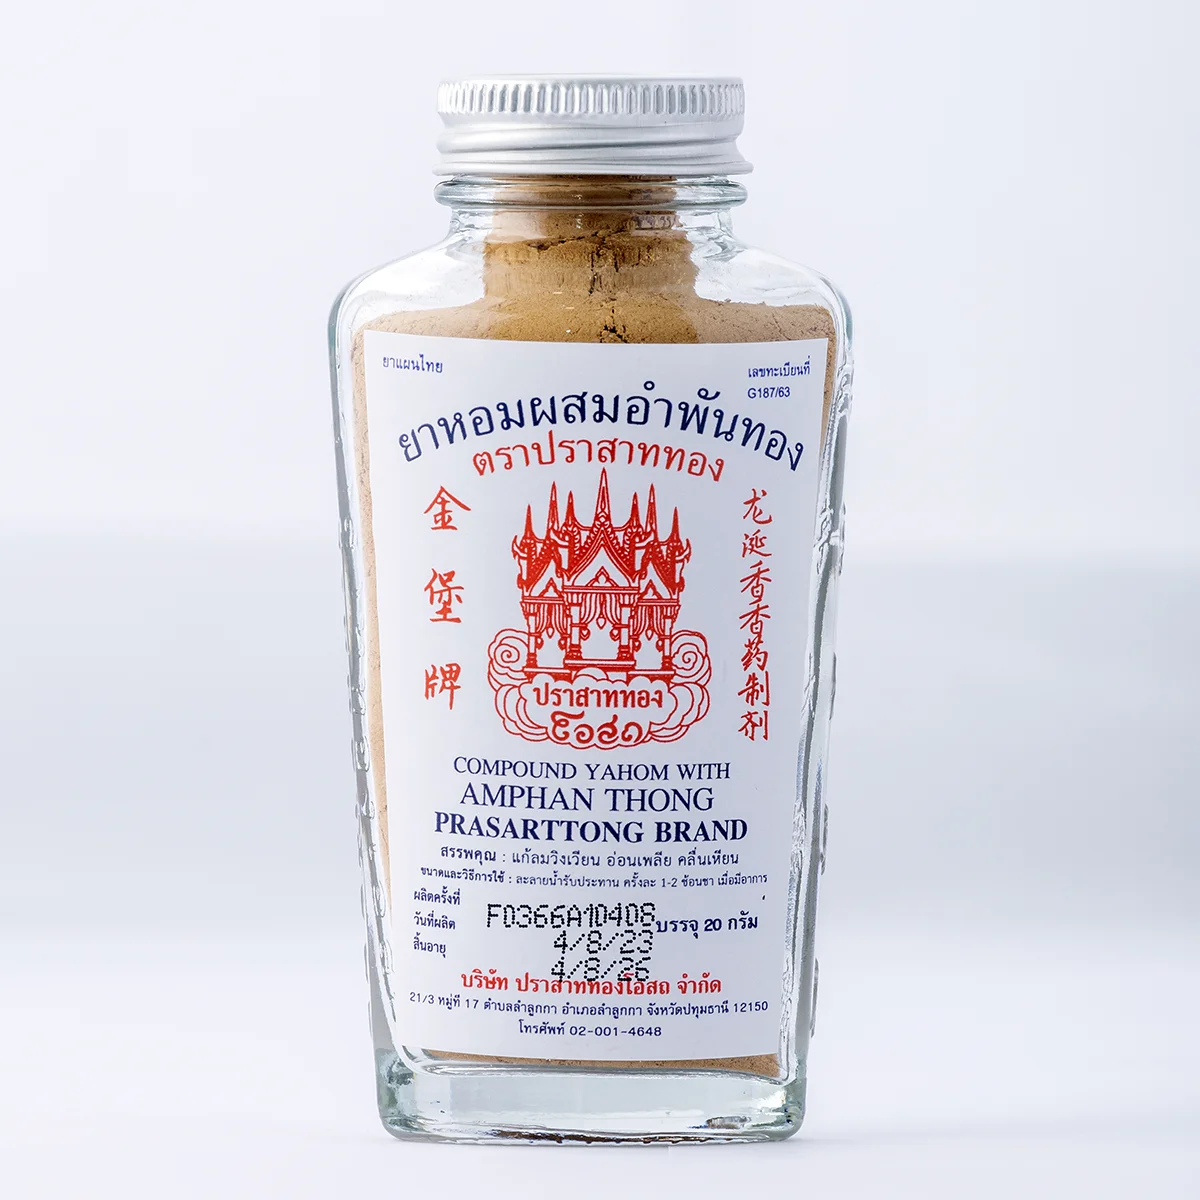 ยาแผนไทย
เลขทะเบียนที่
G187/63
ยาหอมผสมอำพันทอง
ตราปราสาททอง
金堡牌
龙涎香香药制剂
ปราสาททอง
โอสถ
COMPOUND YAHOM WITH
AMPHAN THONG
PRASARTTONG BRAND
สรรพคุณ : แก้ลมวิงเวียน อ่อนเพลีย คลื่นเหียน
ขนาดและวิธีการใช้ : ละลายน้ำรับประทาน ครั้งละ 1-2 ช้อนชา เมื่อมีอาการ
ผลิตครั้งที่ F0366A10408
วันที่ผลิต 4/8/23 บรรจุ 20 กรัม
สิ้นอายุ 4/8/26
บริษัท ปราสาททองโอสถ จำกัด
21/3 หมู่ที่ 17 ตำบลลำลูกกา อำเภอลำลูกกา จังหวัดปทุมธานี 12150
โทรศัพท์ 02-001-4648